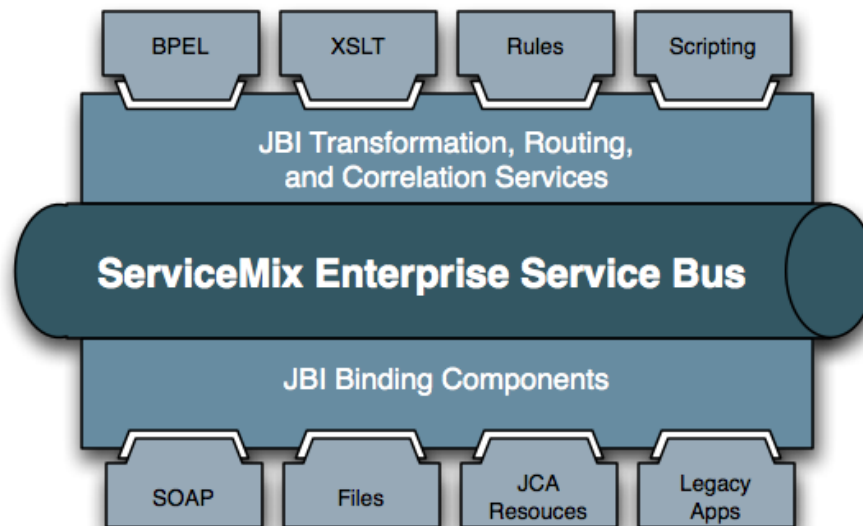 BPEL
XSLT
Rules
Scripting
JBI Transformation, Routing,
and Correlation Services
ServiceMix Enterprise Service Bus
JBI Binding Components
SOAP
Files
JCA
Resouces
Legacy
Apps